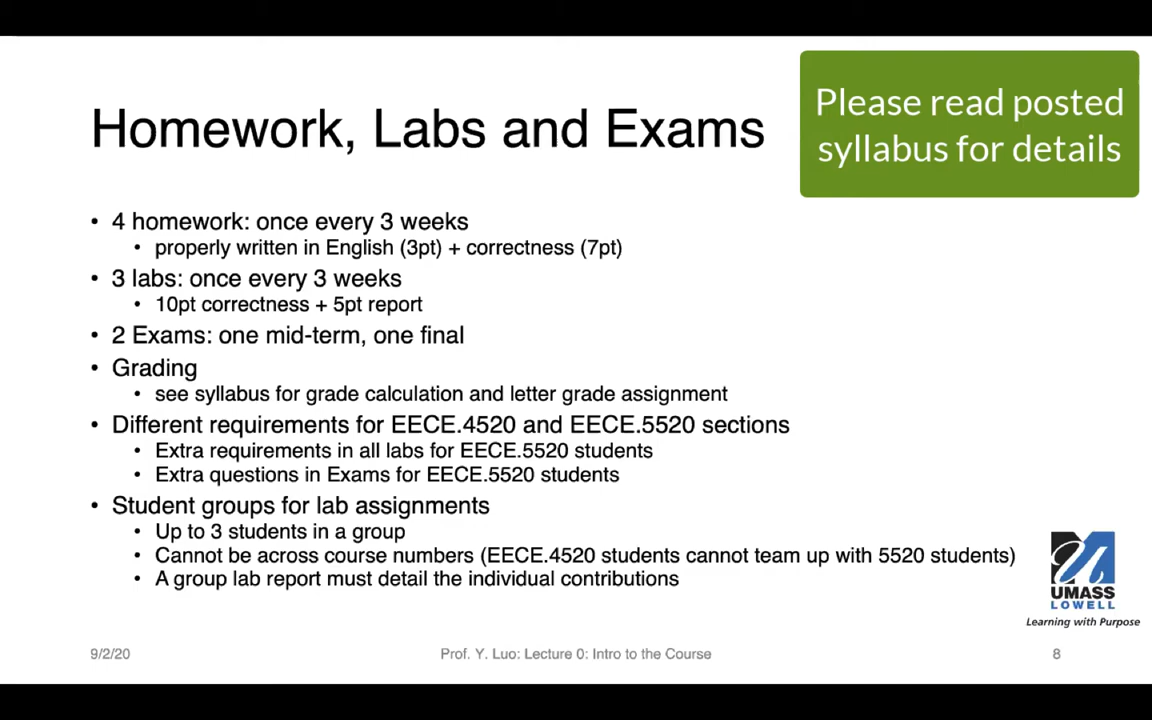 Please read posted
syllabus for details
Homework, Labs and Exams
• 4 homework: once every 3 weeks
• properly written in English (3pt) + correctness (7pt)
• 3 labs: once every 3 weeks
• 10pt correctness + 5pt report
• 2 Exams: one mid-term, one final
• Grading
• see syllabus for grade calculation and letter grade assignment
• Different requirements for EECE.4520 and EECE.5520 sections
• Extra requirements in all labs for EECE.5520 students
• Extra questions in Exams for EECE.5520 students
• Student groups for lab assignments
• Up to 3 students in a group
• Cannot be across course numbers (EECE.4520 students cannot team up with 5520 students)
• A group lab report must detail the individual contributions
UMASS
LOWELL
Learning with Purpose
9/2/20
Prof. Y. Luo: Lecture 0: Intro to the Course
8